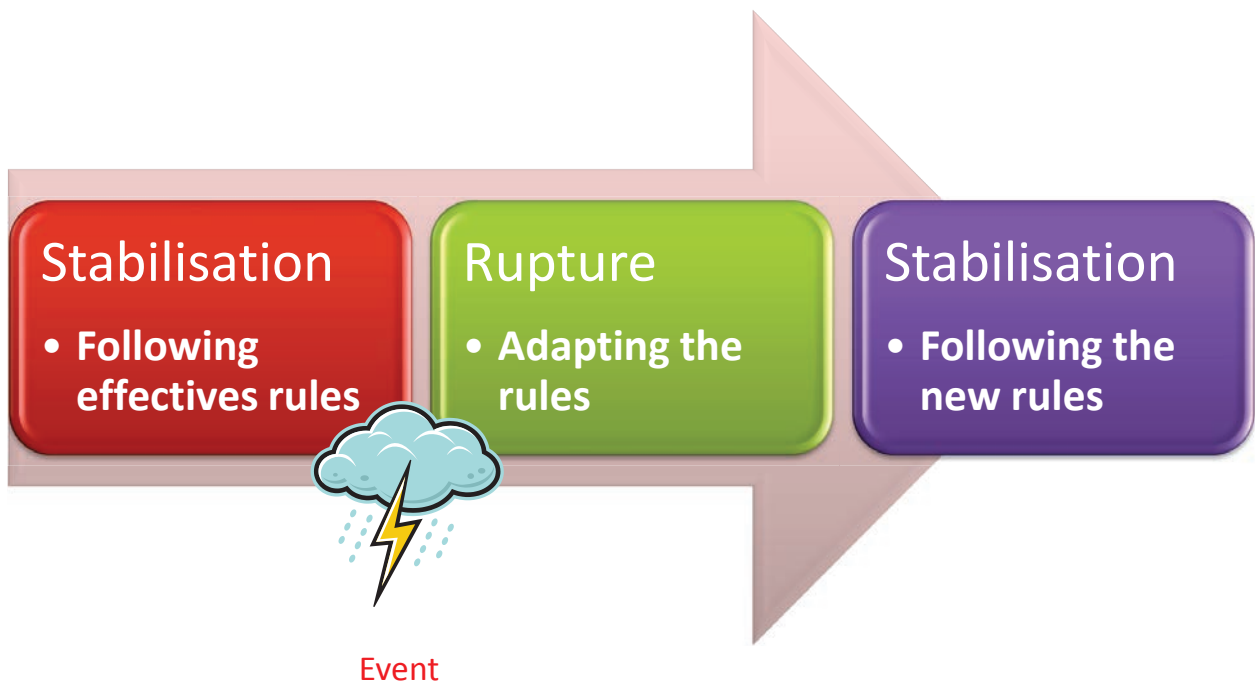 Stabilisation
• Following
effectives rules
Rupture
• Adapting the
rules
Stabilisation
• Following the
new rules
Event